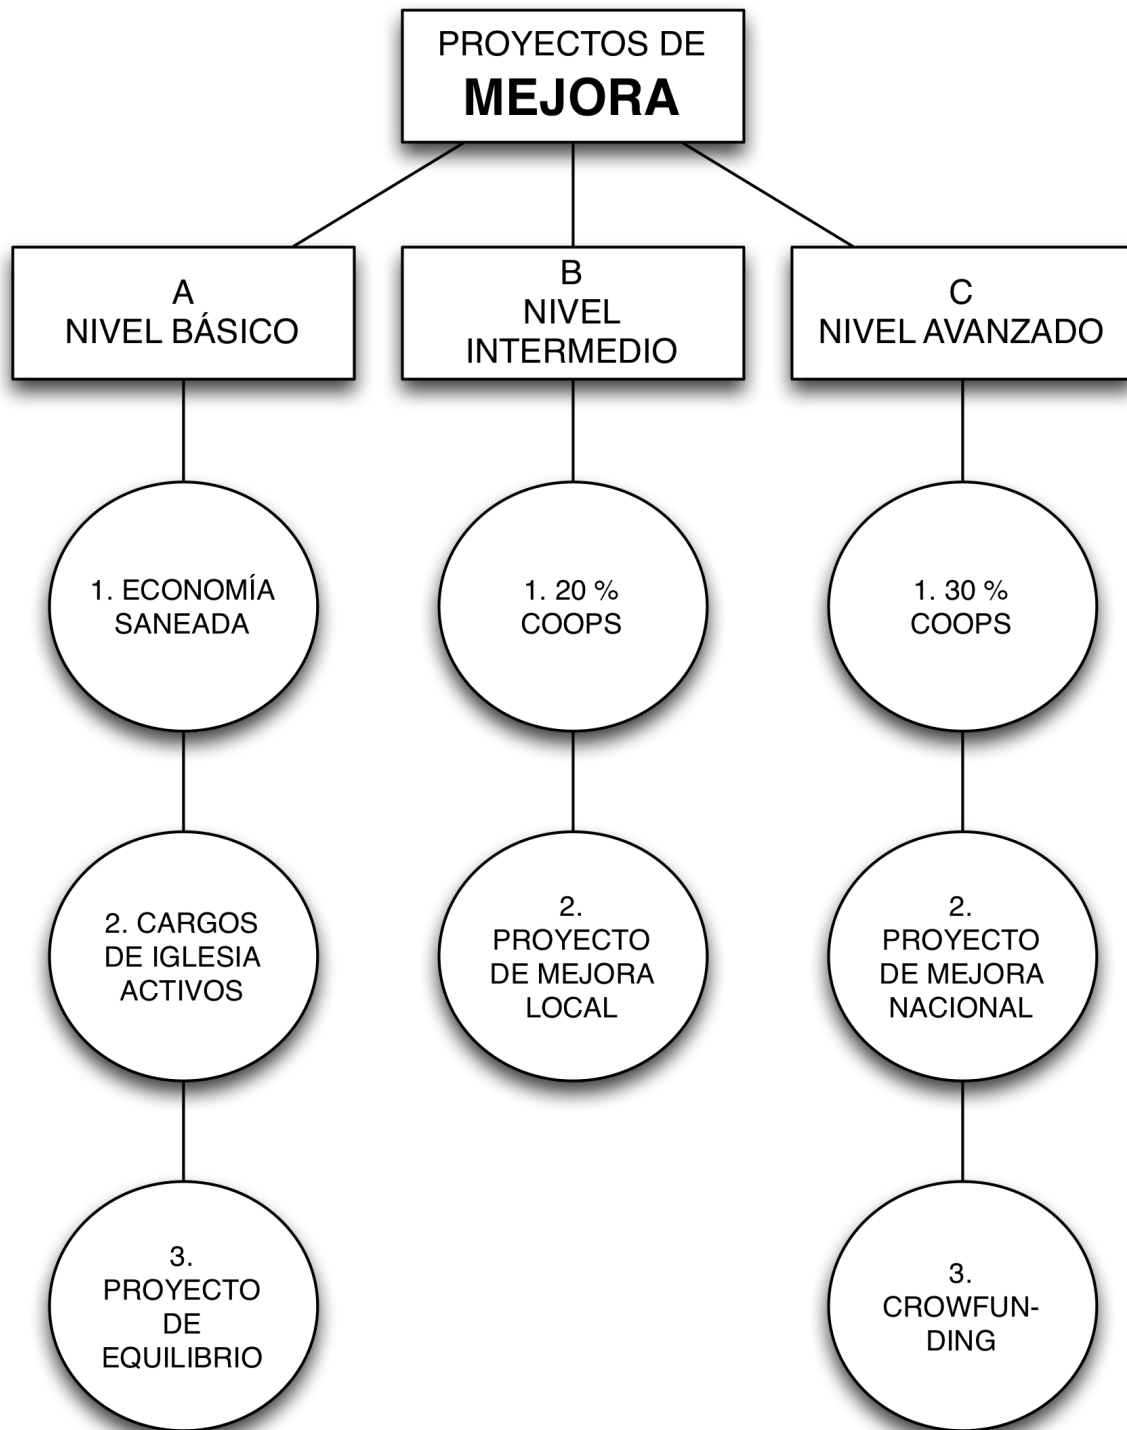 PROYECTOS DE
MEJORA
A
NIVEL BÁSICO
B
NIVEL
INTERMEDIO
C
NIVEL AVANZADO
1. ECONOMÍA
SANEADA
1. 20 %
COOPS
1. 30 %
COOPS
2. CARGOS
DE IGLESIA
ACTIVOS
2.
PROYECTO
DE MEJORA
LOCAL
2.
PROYECTO
DE MEJORA
NACIONAL
3.
PROYECTO
DE
EQUILIBRIO
3.
CROWFUN-
DING